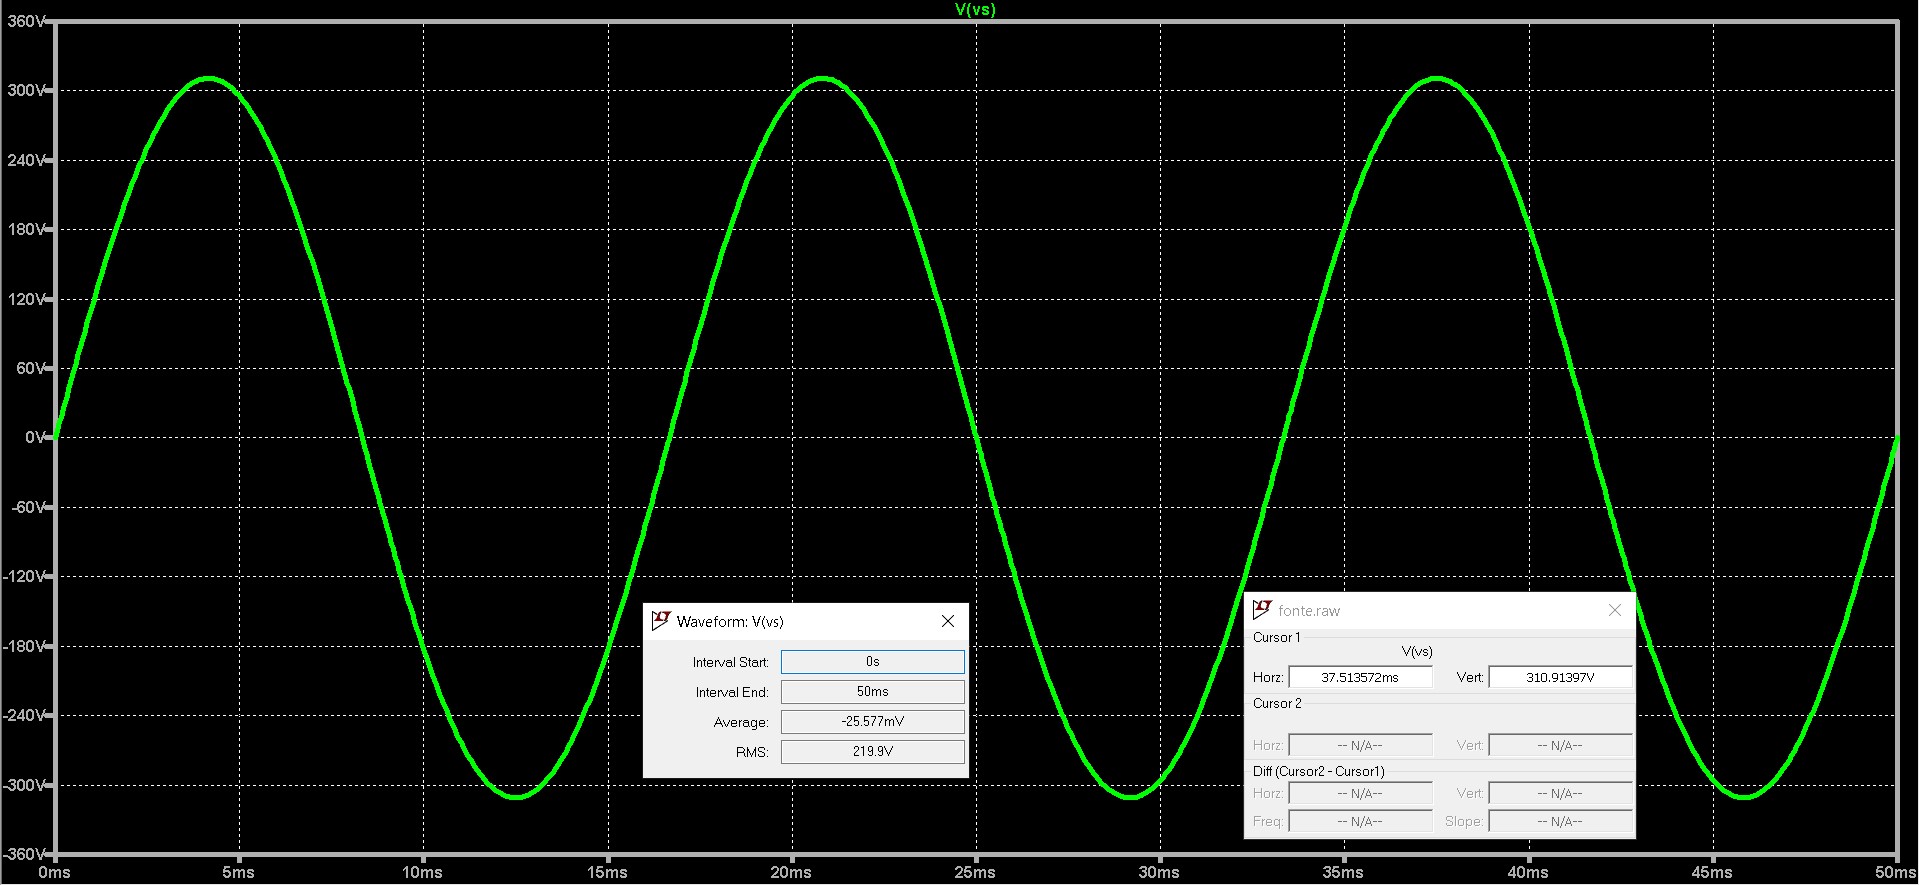 V(vs)
360V
300V
240V
180V
120V
60V
0V
-60V
-120V
-180V
-240V
-300V
-360V
0ms 5ms 10ms 15ms 20ms 25ms 30ms 35ms 40ms 45ms 50ms
Waveform: V(vs)
Interval Start: 0s
Interval End: 50ms
Average: -25.577mV
RMS: 219.9V
fonte.raw
Cursor 1
V(vs)
Horz: 37.513572ms Vert: 310.91397V
Cursor 2
Horz: -- N/A-- Vert: -- N/A--
Diff (Cursor2 - Cursor1)
Horz: -- N/A-- Vert: -- N/A--
Freq: -- N/A-- Slope: -- N/A--